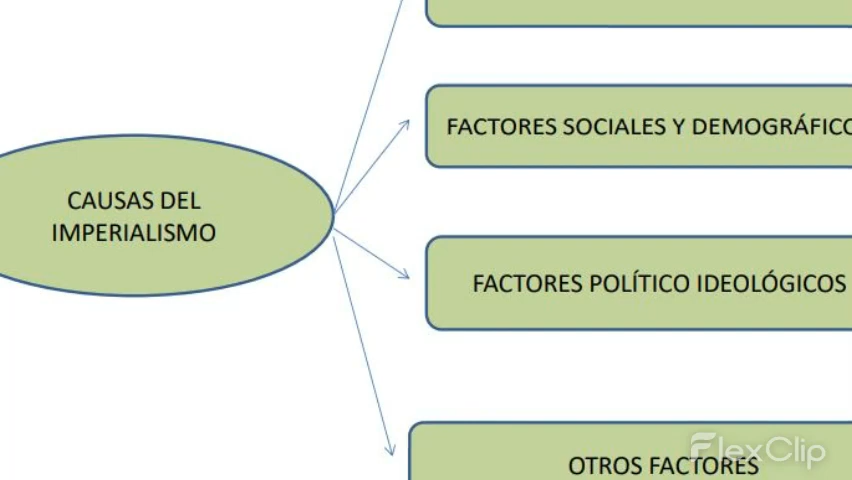 FACTORES SOCIALES Y DEMOGRÁFICO
CAUSAS DEL
IMPERIALISMO
FACTORES POLÍTICO IDEOLÓGICOS
OTROS FACTORES
FlexClip